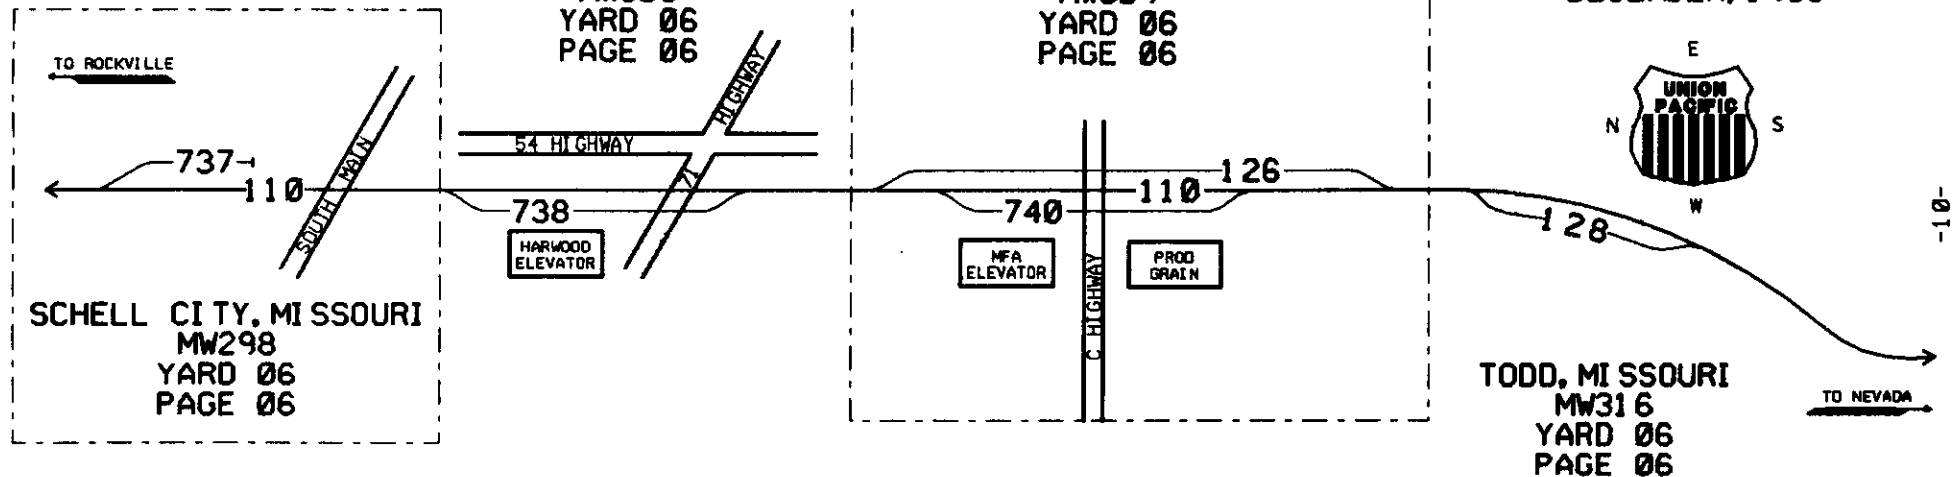 YARD 06
PAGE 06
YARD 06
PAGE 06
TO ROCKVILLE
E
UNION
PACIFIC
N
S
W
HIGHWAY
54 HIGHWAY
71
SOUTH MAIN
737
110
738
126
110
740
128
-10-
HARWOOD
ELEVATOR
MFA
ELEVATOR
C HIGHWAY
PROD
GRAIN
SCHELL CITY, MISSOURI
MW298
YARD 06
PAGE 06
TODD, MISSOURI
MW316
YARD 06
PAGE 06
TO NEVADA